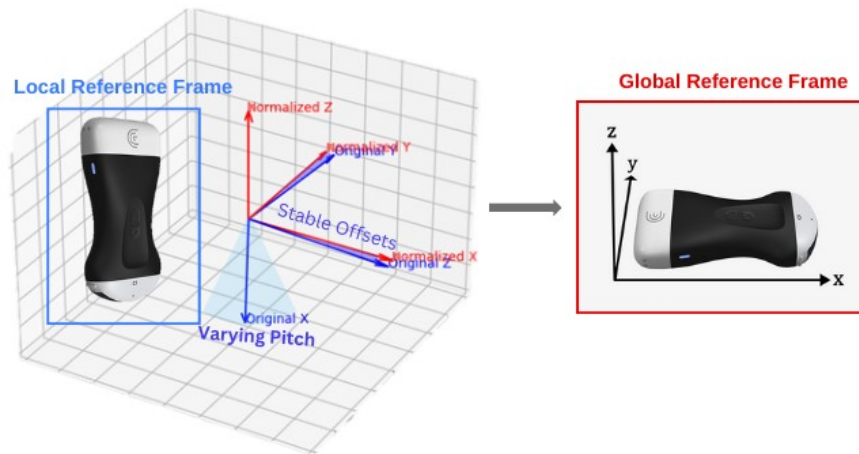 Local Reference Frame
Normalized Z
Normalized Y
Original Y
Stable Offsets
Normalized X
Original Z
Original X
Varying Pitch
Global Reference Frame
z
y
x